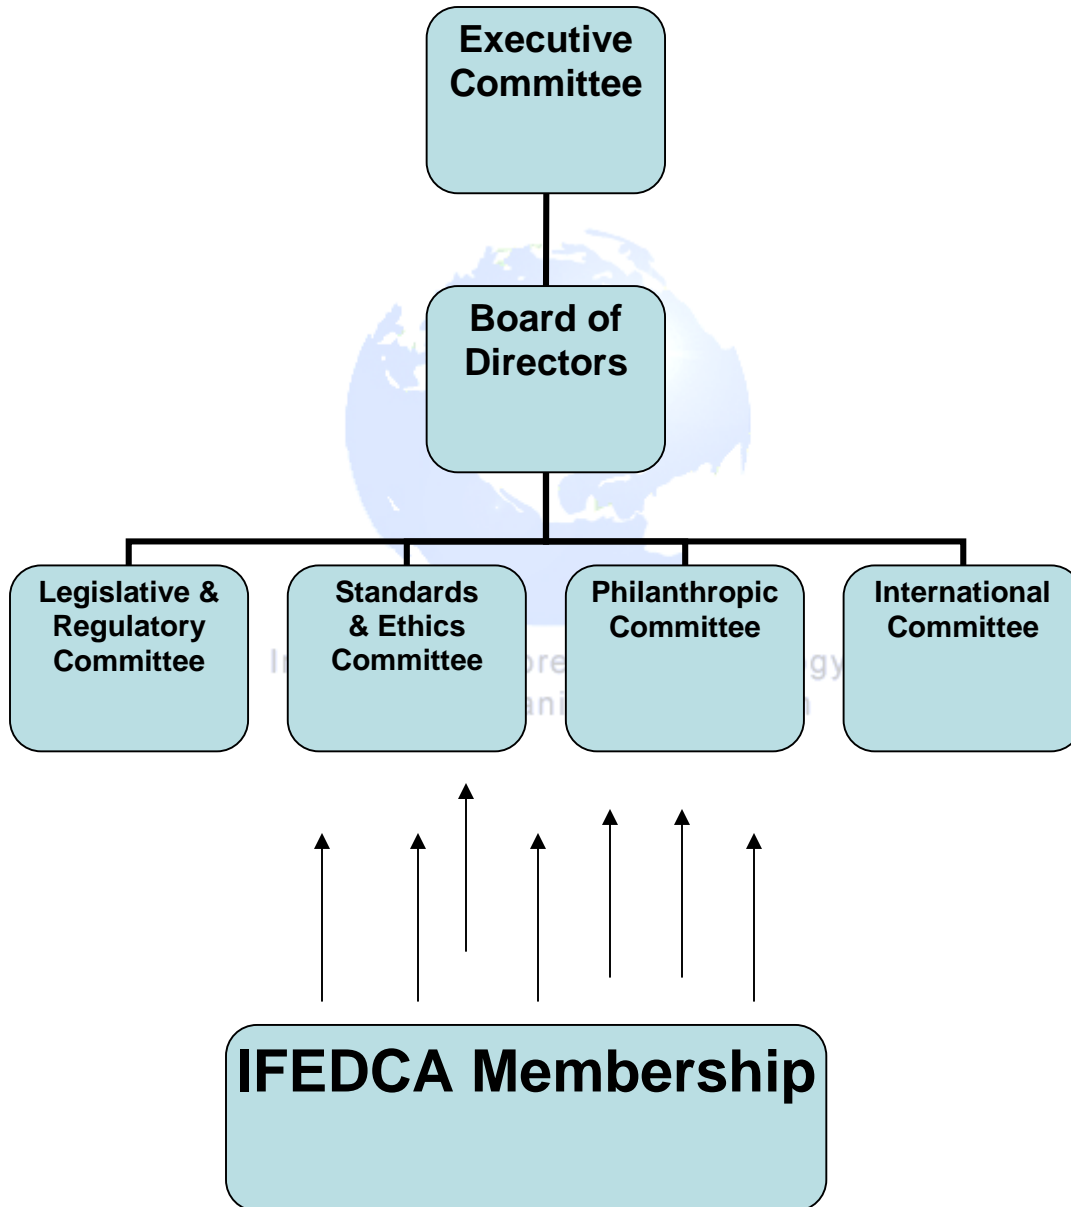 Executive
Committee
Board of
Directors
Legislative &
Regulatory
Committee
Standards
& Ethics
Committee
Philanthropic
Committee
International
Committee
IFEDCA Membership